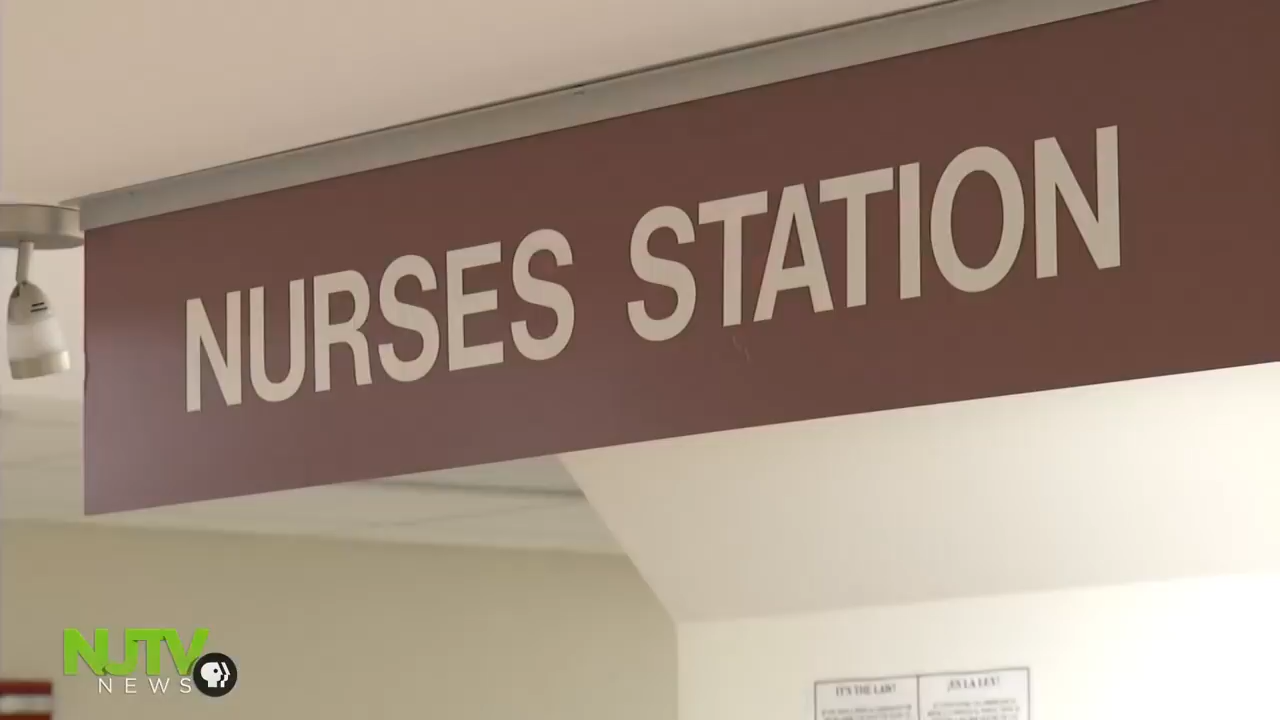 NURSES STATION
NJTV
NEWS
IT'S THE LAW!
¡ES LA LEY!